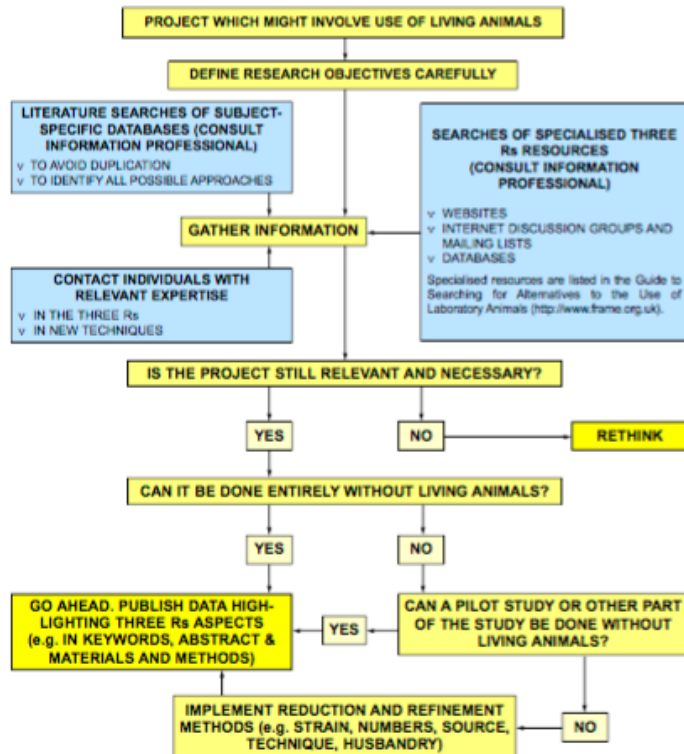 PROJECT WHICH MIGHT INVOLVE USE OF LIVING ANIMALS
DEFINE RESEARCH OBJECTIVES CAREFULLY
LITERATURE SEARCHES OF SUBJECT-
SPECIFIC DATABASES (CONSULT
INFORMATION PROFESSIONAL)
v TO AVOID DUPLICATION
v TO IDENTIFY ALL POSSIBLE APPROACHES
SEARCHES OF SPECIALISED THREE
Rs RESOURCES
(CONSULT INFORMATION
PROFESSIONAL)
v WEBSITES
v INTERNET DISCUSSION GROUPS AND
MAILING LISTS
v DATABASES
Specialised resources are listed in the Guide to
Searching for Alternatives to the Use of
Laboratory Animals (http://www.frame.org.uk).
GATHER INFORMATION
CONTACT INDIVIDUALS WITH
RELEVANT EXPERTISE
v IN THE THREE Rs
v IN NEW TECHNIQUES
IS THE PROJECT STILL RELEVANT AND NECESSARY?
YES
NO
RETHINK
CAN IT BE DONE ENTIRELY WITHOUT LIVING ANIMALS?
YES
NO
GO AHEAD. PUBLISH DATA HIGH-
LIGHTING THREE Rs ASPECTS
(e.g. IN KEYWORDS, ABSTRACT &
MATERIALS AND METHODS)
YES
CAN A PILOT STUDY OR OTHER PART
OF THE STUDY BE DONE WITHOUT
LIVING ANIMALS?
IMPLEMENT REDUCTION AND REFINEMENT
METHODS (e.g. STRAIN, NUMBERS, SOURCE,
TECHNIQUE, HUSBANDRY)
NO